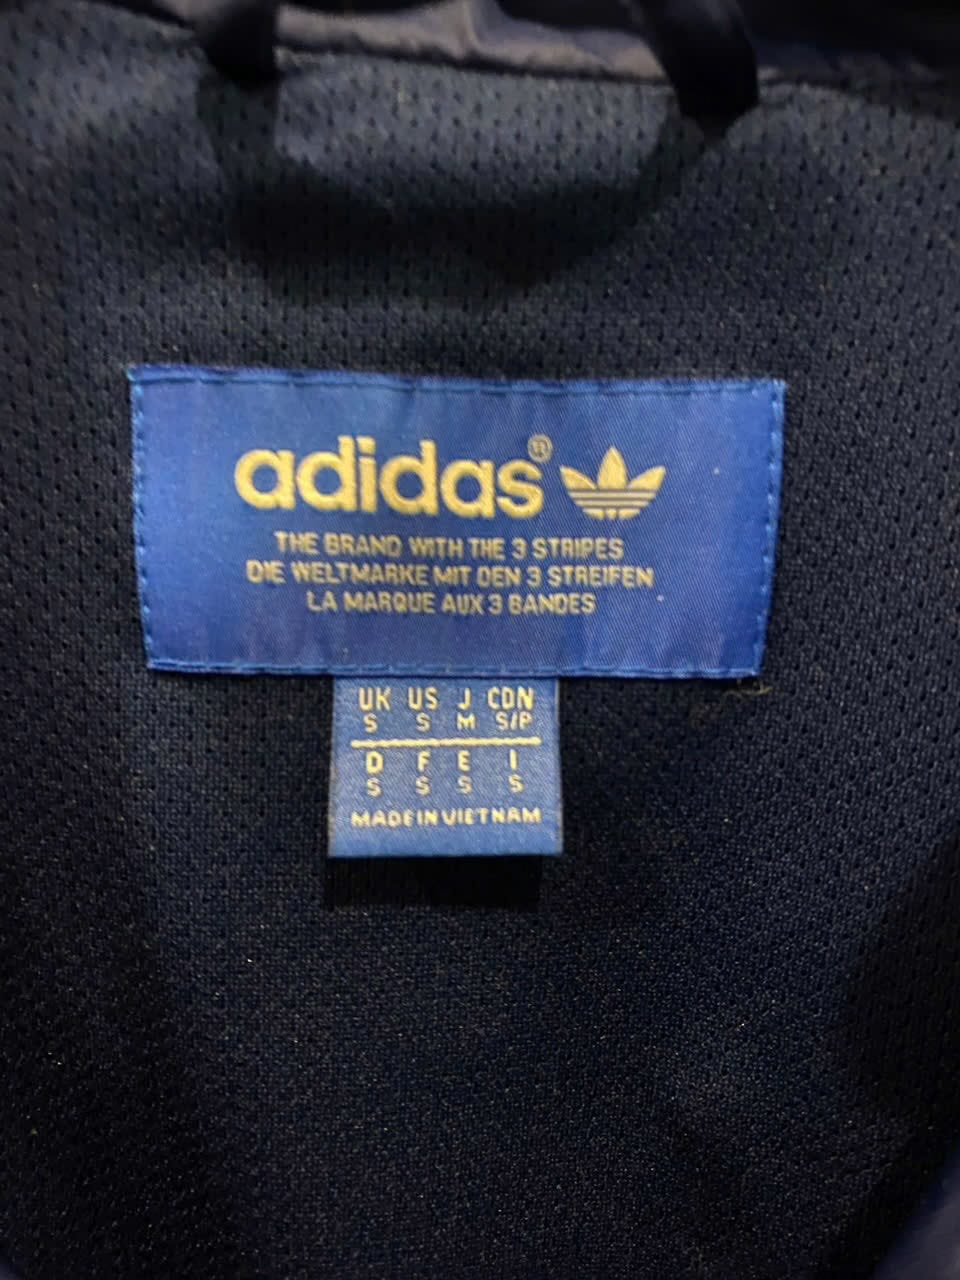 adidas®
THE BRAND WITH THE 3 STRIPES
DIE WELTMARKE MIT DEN 3 STREIFEN
LA MARQUE AUX 3 BANDES
UK US J CDN
S S M S/P
D F E I
S S S S
MADE IN VIETNAM